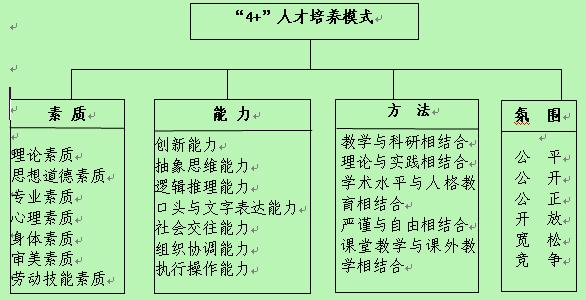 “4+”人才培养模式
素 质
理论素质
思想道德素质
专业素质
心理素质
身体素质
审美素质
劳动技能素质
能 力
创新能力
抽象思维能力
逻辑推理能力
口头与文字表达能力
社会交往能力
组织协调能力
执行操作能力
方 法
教学与科研相结合
理论与实践相结合
学术水平与人格教
育相结合
严谨与自由相结合
课堂教学与课外教
学相结合
氛 围
公 平
公 开
公 正
开 放
宽 松
竞 争